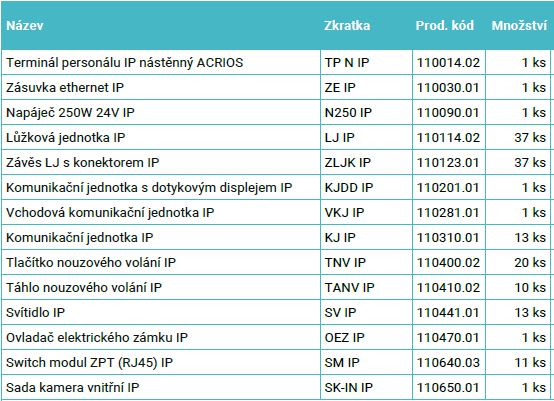 Název Zkratka Prod. kód Množství
Terminál personálu IP nástěnný ACRIOS TP N IP 110014.02 1 ks
Zásuvka ethernet IP ZE IP 110030.01 1 ks
Napáječ 250W 24V IP N250 IP 110090.01 1 ks
Lůžková jednotka IP LJ IP 110114.02 37 ks
Závěs LJ s konektorem IP ZLJK IP 110123.01 37 ks
Komunikační jednotka s dotykovým displejem IP KJDD IP 110201.01 1 ks
Vchodová komunikační jednotka IP VKJ IP 110281.01 1 ks
Komunikační jednotka IP KJ IP 110310.01 13 ks
Tlačítko nouzového volání IP TNV IP 110400.02 20 ks
Táhlo nouzového volání IP TANV IP 110410.02 10 ks
Svítidlo IP SV IP 110441.01 13 ks
Ovladač elektrického zámku IP OEZ IP 110470.01 1 ks
Switch modul ZPT (RJ45) IP SM IP 110640.03 11 ks
Sada kamera vnitřní IP SK-IN IP 110650.01 1 ks